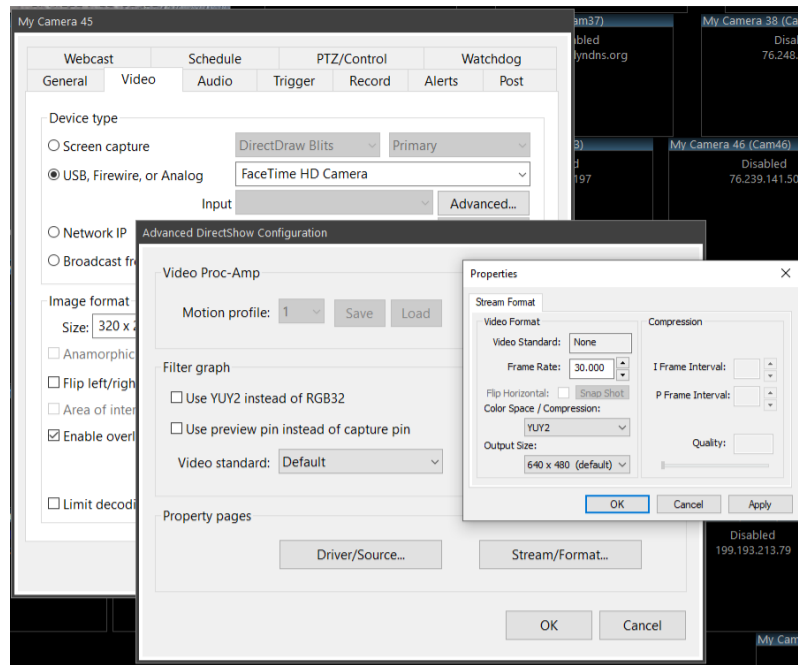 My Camera 45
Webcast Schedule PTZ/Control Watchdog
General Video Audio Trigger Record Alerts Post
Device type
Screen capture DirectDraw Blits Primary
USB, Firewire, or Analog FaceTime HD Camera
Input Advanced...
Network IP
Broadcast fr
Image format
Size: 320 x 2
Anamorphic
Flip left/righ
Area of inter
Enable overl
Limit decodi
Advanced DirectShow Configuration
Video Proc-Amp
Motion profile: 1 Save Load
Filter graph
Use YUY2 instead of RGB32
Use preview pin instead of capture pin
Video standard: Default
Property pages
Driver/Source... Stream/Format...
OK Cancel
Properties
Stream Format
Video Format
Video Standard: None
Frame Rate: 30.000
Flip Horizontal: Snap Shot
Color Space / Compression:
YUY2
Output Size:
640 x 480 (default)
Compression
I Frame Interval:
P Frame Interval:
Quality:
OK Cancel Apply
am37)
bled
lyndns.org
My Camera 38 (Ca
Disa
76.248.
3)
d
197
My Camera 46 (Cam46)
Disabled
76.239.141.50
Disabled
199.193.213.79
My Cam